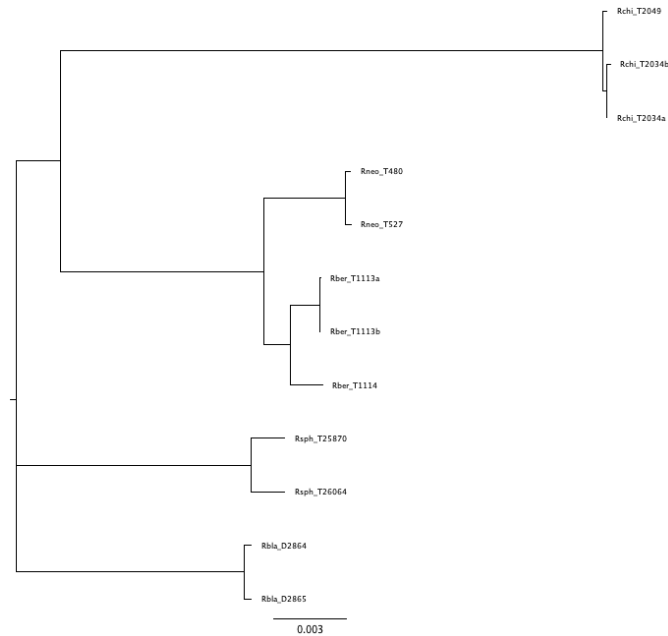 Rchi_T2049
Rchi_T2034b
Rchi_T2034a
Rneo_T480
Rneo_T527
Rber_T1113a
Rber_T1113b
Rber_T1114
Rsph_T25870
Rsph_T26064
Rbla_D2864
Rbla_D2865
0.003